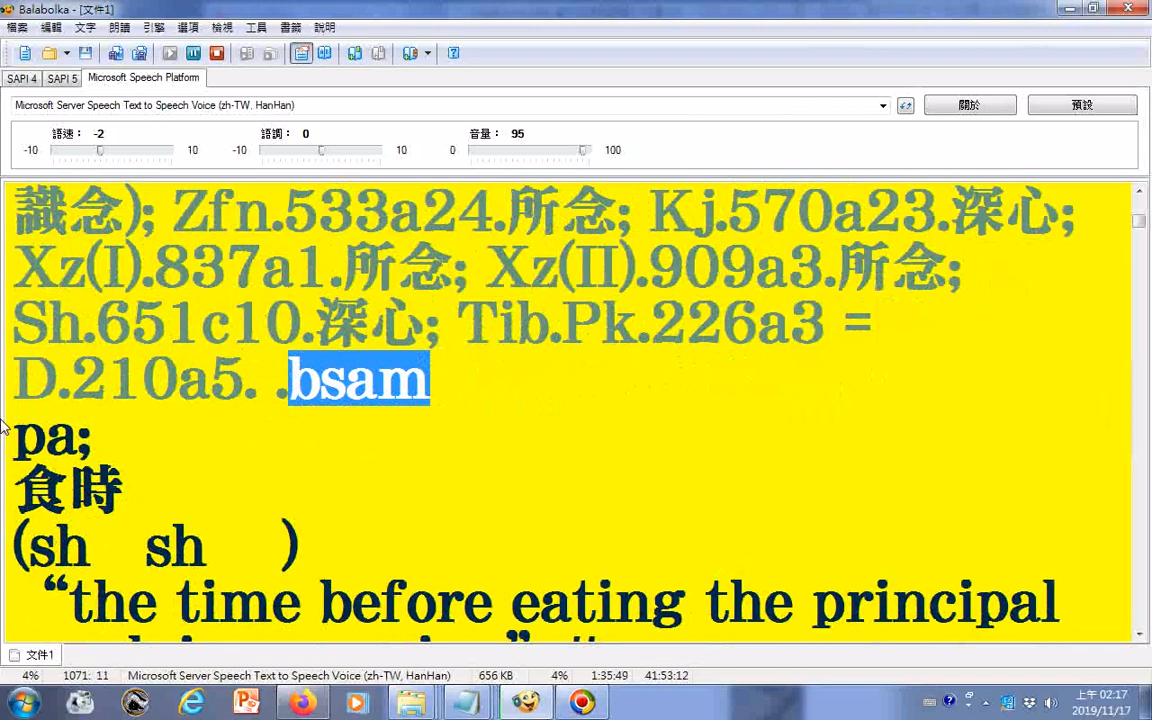 Balabolka - [文件1]
檔案 編輯 文字 朗讀 引擎 選項 檢視 工具 書籤 說明
SAPI 4 SAPI 5 Microsoft Speech Platform
Microsoft Server Speech Text to Speech Voice (zh-TW, HanHan) 關於 預設
語速： -2 語調： 0 音量： 95
-10 10 -10 10 0 100
識念); Zfn.533a24.所念; Kj.570a23.深心;
Xz(I).837a1.所念; Xz(II).909a3.所念;
Sh.651c10.深心; Tib.Pk.226a3 =
D.210a5. .bsam
pa;
食時
(sh sh )
“the time before eating the principal
文件1
4% 1071: 11 Microsoft Server Speech Text to Speech Voice (zh-TW, HanHan) 656 KB 4% 1:35:49 41:53:12
上午 02:17
2019/11/17